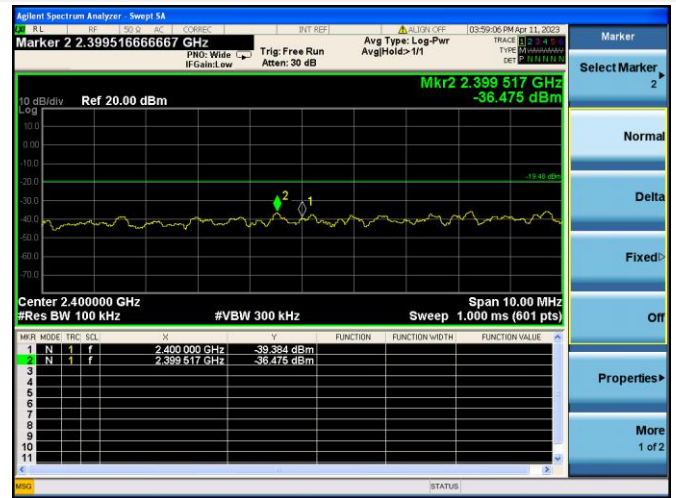 Agilent Spectrum Analyzer - Swept SA
RL RF 50 Ω AC CORREC INT REF ALIGN OFF 03:59:06 PM Apr 11, 2023
Marker 2 2.399516666667 GHz
PNO: Wide
IFGain:Low
Trig: Free Run
Atten: 30 dB
Avg Type: Log-Pwr
Avg|Hold>1/1
TRACE 1 2 3 4 5 6
TYPE
DET P N N N N N
Mkr2 2.399 517 GHz
-36.475 dBm
10 dB/div Ref 20.00 dBm
Log
10.0
0.00
-10.0
-19.48 dBm
-20.0
-30.0
-40.0
-50.0
-60.0
-70.0
2
1
Center 2.400000 GHz Span 10.00 MHz
#Res BW 100 kHz #VBW 300 kHz Sweep 1.000 ms (601 pts)
MKR MODE TRC SCL X Y FUNCTION FUNCTION WIDTH FUNCTION VALUE
1 N 1 f 2.400 000 GHz -39.384 dBm
2 N 1 f 2.399 517 GHz -36.475 dBm
3
4
5
6
7
8
9
10
11
MSG STATUS
Marker
Select Marker
2
Normal
Delta
Fixed
Off
Properties
More
1 of 2